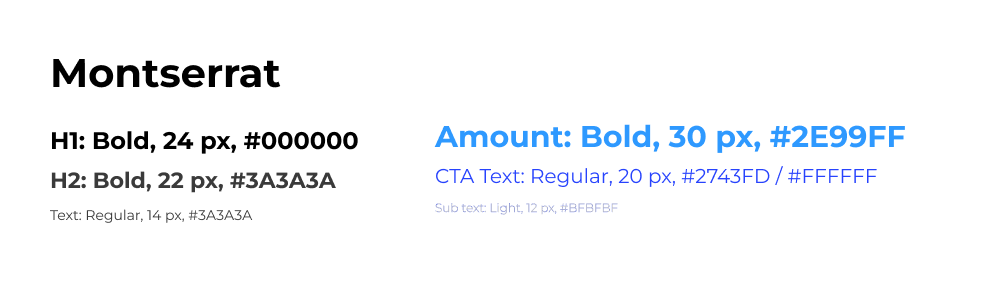 Montserrat
H1: Bold, 24 px, #000000
H2: Bold, 22 px, #3A3A3A
Text: Regular, 14 px, #3A3A3A
Amount: Bold, 30 px, #2E99FF
CTA Text: Regular, 20 px, #2743FD / #FFFFFF
Sub text: Light, 12 px, #BFBFBF